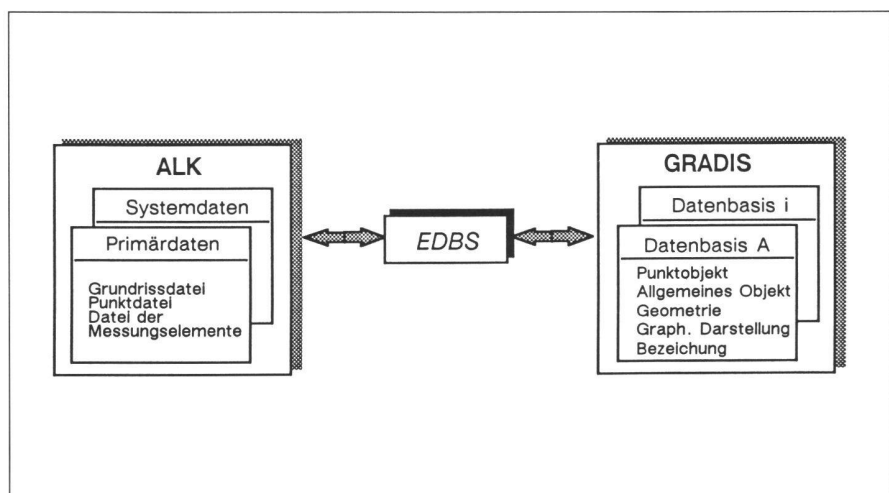 ALK
Systemdaten
Primärdaten
Grundrissdatei
Punktdatei
Datei der
Messungselemente
EDBS
GRADIS
Datenbasis i
Datenbasis A
Punktobjekt
Allgemeines Objekt
Geometrie
Graph. Darstellung
Bezeichung